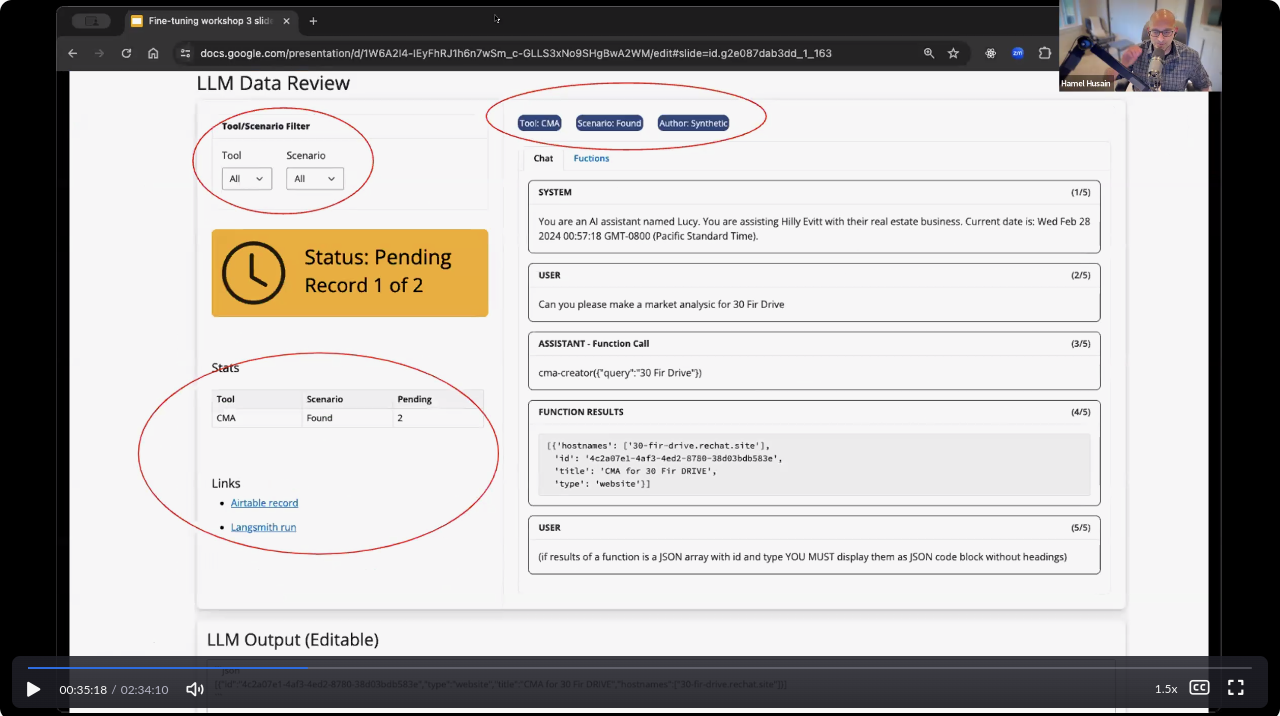 Fine-tuning workshop 3 slide
docs.google.com/presentation/d/1W6A2I4-IEyFhRJ1h6n7wSm_c-GLLS3xNo9SHgBwA2WM/edit#slide=id.g2e087dab3dd_1_163
zm
Hamel Husain
LLM Data Review
Tool/Scenario Filter
Tool Scenario
All All
Status: Pending
Record 1 of 2
Stats
Tool Scenario Pending
CMA Found 2
Links
Airtable record
Langsmith run
Tool: CMA Scenario: Found Author: Synthetic
Chat Fuctions
SYSTEM (1/5)
You are an AI assistant named Lucy. You are assisting Hilly Evitt with their real estate business. Current date is: Wed Feb 28
2024 00:57:18 GMT-0800 (Pacific Standard Time).
USER (2/5)
Can you please make a market analysic for 30 Fir Drive
ASSISTANT - Function Call (3/5)
cma-creator({"query":"30 Fir Drive"})
FUNCTION RESULTS (4/5)
[{'hostnames': ['30-fir-drive.rechat.site'],
'id': '4c2a07e1-4af3-4ed2-8780-38d03bdb583e',
'title': 'CMA for 30 Fir DRIVE',
'type': 'website'}]
USER (5/5)
(if results of a function is a JSON array with id and type YOU MUST display them as JSON code block without headings)
LLM Output (Editable)
json
[{"id":"4c2a07e1-4af3-4ed2-8780-38d03bdb583e","type":"website","title":"CMA for 30 Fir DRIVE","hostnames":["30-fir-drive.rechat.site"]}]
00:35:18 / 02:34:10
1.5x CC